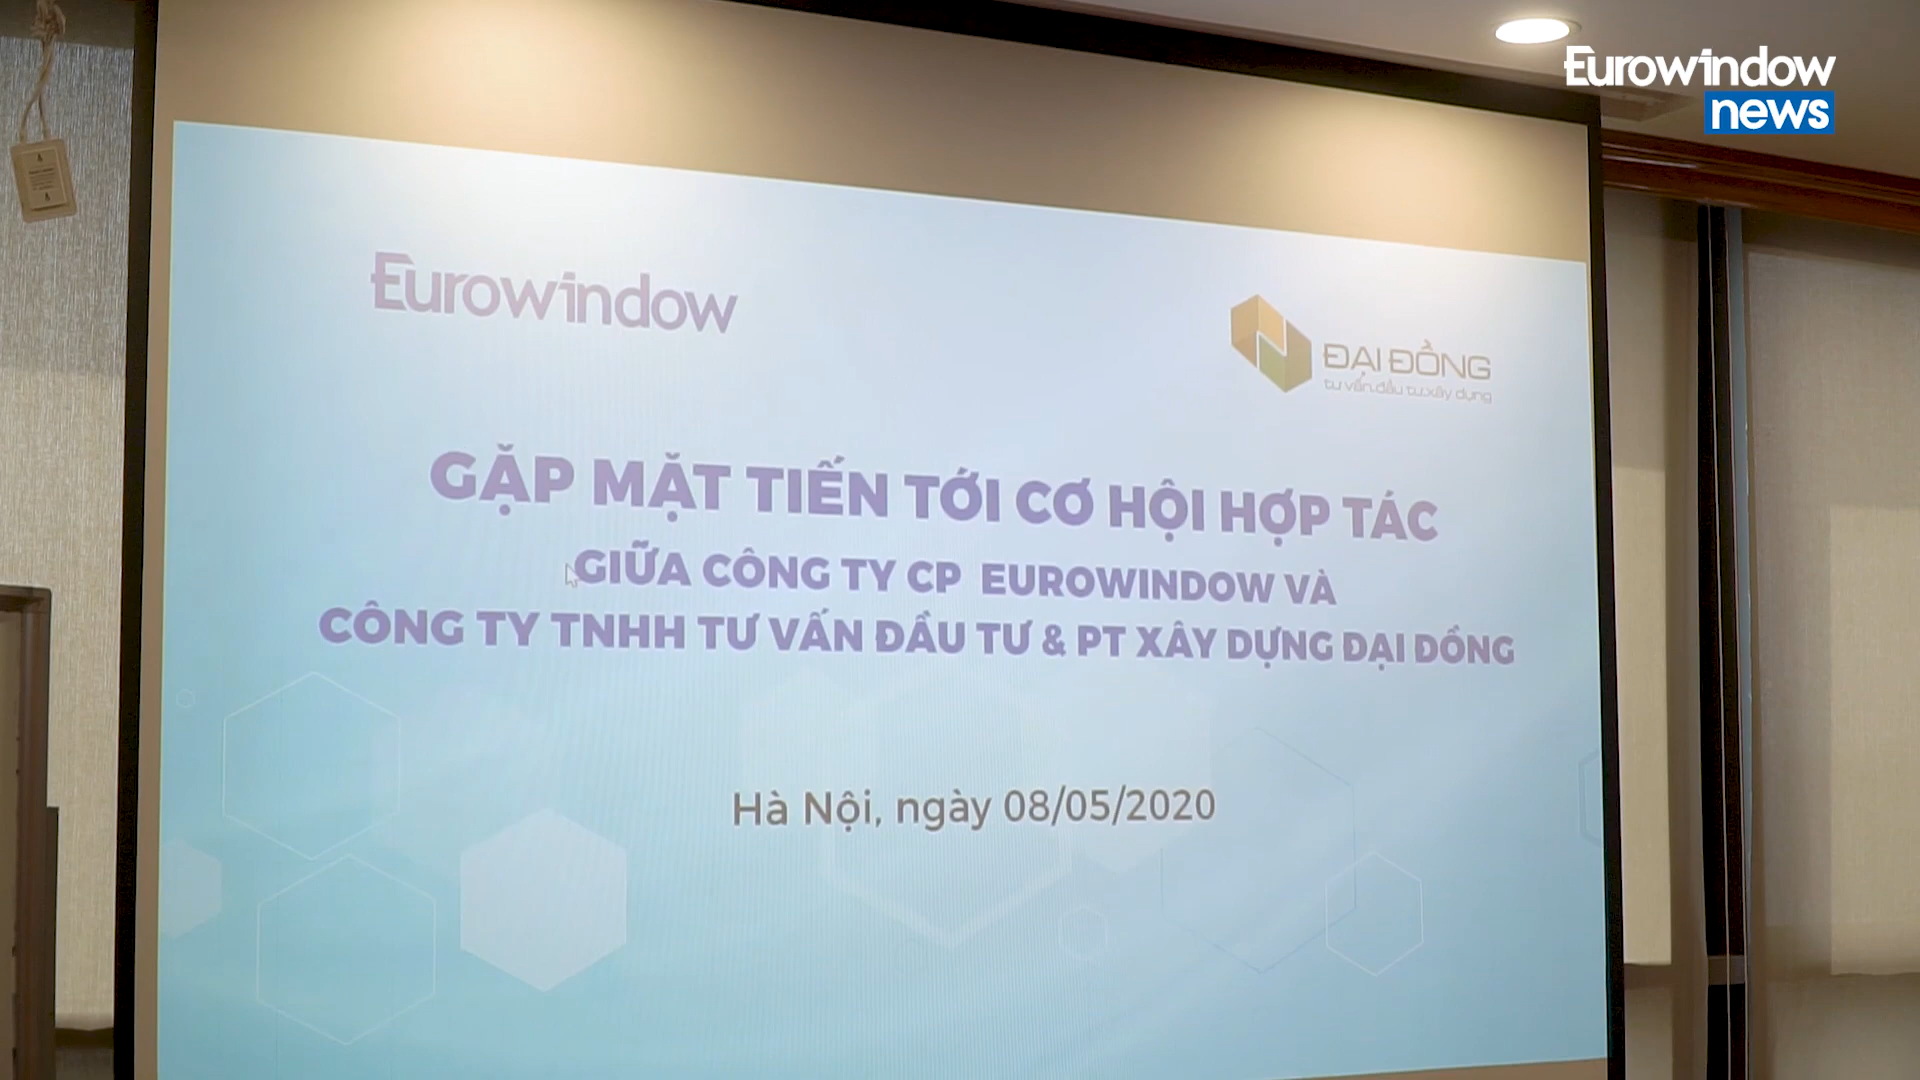 Eurowindow
news
Eurowindow
ĐẠI ĐỒNG
tư vấn.đầu tư.xây dựng
GẶP MẶT TIẾN TỚI CƠ HỘI HỢP TÁC
GIỮA CÔNG TY CP EUROWINDOW VÀ
CÔNG TY TNHH TƯ VẤN ĐẦU TƯ & PT XÂY DỰNG ĐẠI ĐỒNG
Hà Nội, ngày 08/05/2020